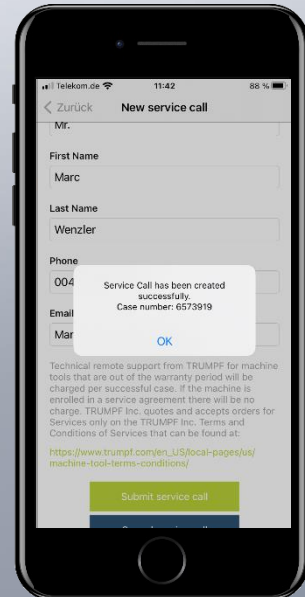 Telekom.de 11:42 88 %
Zurück New service call
Mr.
First Name
Marc
Last Name
Wenzler
Phone
004
Service Call has been created
successfully.
Case number: 6573919
OK
Email
Mar
Technical remote support from TRUMPF for machine
tools that are out of the warranty period will be
charged per successful case. If the machine is
enrolled in a service agreement there will be no
charge. TRUMPF Inc. quotes and accepts orders for
Services only on the TRUMPF Inc. Terms and
Conditions of Services that can be found at:
https://www.trumpf.com/en_US/local-pages/us/
machine-tool-terms-conditions/
Submit service call